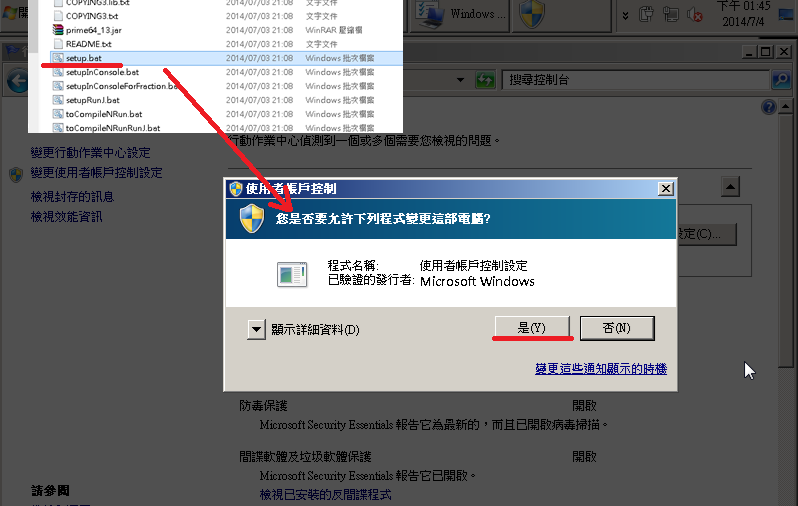 COPYING3.lib.txt 2014/07/03 21:08 文字文件
COPYING3.txt 2014/07/03 21:08 文字文件
prime64_13.jar 2014/07/03 21:08 WinRAR 壓縮檔
README.txt 2014/07/03 21:08 文字文件
setup.bat 2014/07/03 21:08 Windows 批次檔案
setupInConsole.bat 2014/07/03 21:08 Windows 批次檔案
setupInConsoleForFraction.ba 2014/07/03 21:08 Windows 批次檔案
setupRunJ.bat 2014/07/03 21:08 Windows 批次檔案
toCompileNRun.bat 2014/07/03 21:08 Windows 批次檔案
toCompileNRunRunJ.bat 2014/07/03 21:08 Windows 批次檔案
Windows ...
下午 01:45
2014/7/4
搜尋控制台
行動作業中心偵測到一個或多個需要您檢視的問題。
變更行動作業中心設定
變更使用者帳戶控制設定
檢視封存的訊息
檢視效能資訊
設定(C)...
使用者帳戶控制
您是否要允許下列程式變更這部電腦?
程式名稱: 使用者帳戶控制設定
已驗證的發行者: Microsoft Windows
顯示詳細資料(D)
是(Y)
否(N)
變更這些通知顯示的時機
防毒保護 開啟
Microsoft Security Essentials 報告它為最新的，而且已開啟病毒掃描。
間諜軟體及垃圾軟體保護 開啟
Microsoft Security Essentials 報告它已開啟。
檢視已安裝的反間諜程式
請參閱